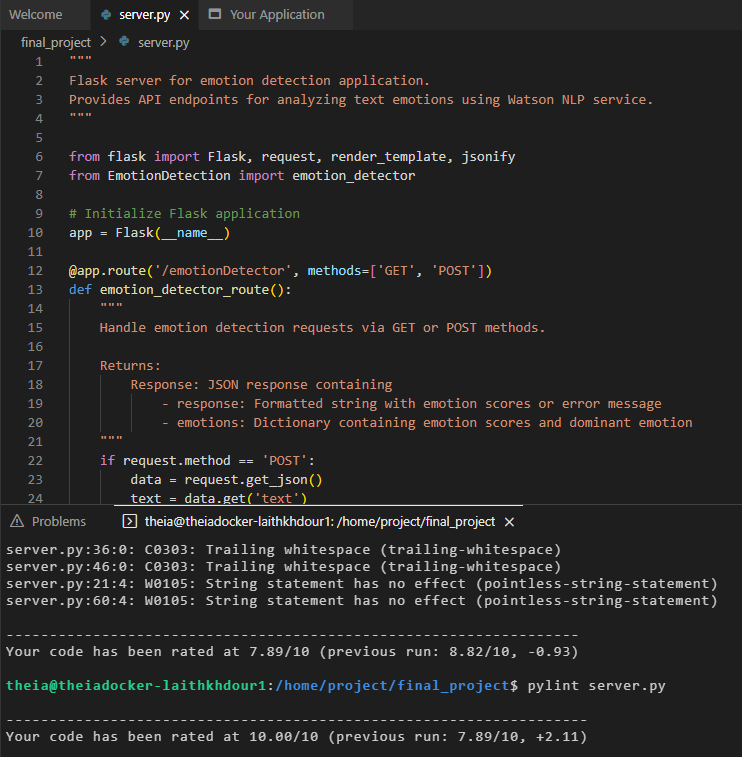 Welcome server.py × Your Application
final_project > server.py
1 """
2 Flask server for emotion detection application.
3 Provides API endpoints for analyzing text emotions using Watson NLP service.
4 """
5
6 from flask import Flask, request, render_template, jsonify
7 from EmotionDetection import emotion_detector
8
9 # Initialize Flask application
10 app = Flask(__name__)
11
12 @app.route('/emotionDetector', methods=['GET', 'POST'])
13 def emotion_detector_route():
14 """
15 Handle emotion detection requests via GET or POST methods.
16
17 Returns:
18 Response: JSON response containing
19 - response: Formatted string with emotion scores or error message
20 - emotions: Dictionary containing emotion scores and dominant emotion
21 """
22 if request.method == 'POST':
23 data = request.get_json()
24 text = data.get('text')
Problems theia@theiadocker-laithkhdour1: /home/project/final_project ×
server.py:36:0: C0303: Trailing whitespace (trailing-whitespace)
server.py:46:0: C0303: Trailing whitespace (trailing-whitespace)
server.py:21:4: W0105: String statement has no effect (pointless-string-statement)
server.py:60:4: W0105: String statement has no effect (pointless-string-statement)
------------------------------------------------------------------
Your code has been rated at 7.89/10 (previous run: 8.82/10, -0.93)
theia@theiadocker-laithkhdour1:/home/project/final_project$ pylint server.py
-------------------------------------------------------------------
Your code has been rated at 10.00/10 (previous run: 7.89/10, +2.11)